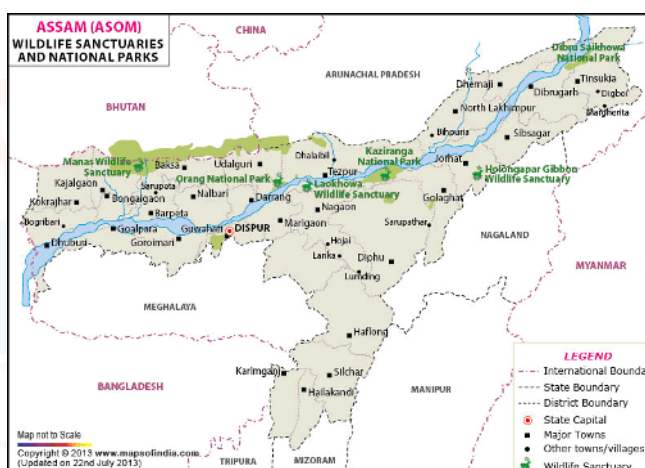 ASSAM (ASOM)
WILDLIFE SANCTUARIES
AND NATIONAL PARKS
CHINA
Dibru Saikhowa
National Park
ARUNACHAL PRADESH
Tinsukia
Dhemaji
Dibrugarh
Digboi
BHUTAN
North Lakhimpur
Margherita
Bihpuria
Sibsagar
Dhalaibil
Kaziranga
National Park
Manas Wildlife
Sanctuary
Baksa
Udalguri
Tezpur
Jorhat
Holongapar Gibbon
Wildlife Sanctuary
Orang National Park
Laokhowa
Wildlife Sanctuary
Kajalgaon
Sarupeta
Bongaigaon
Nalbari
Darrang
Golaghat
Kokrajhar
Barpeta
Nagaon
Bogribari
Goalpara
Guwahati
DISPUR
Marigaon
Sarupathar
NAGALAND
Dhuburi
Goroimari
Hojai
Lanka
Diphu
Lumding
MYANMAR
MEGHALAYA
Haflong
Karimganj
Silchar
Hailakandi
BANGLADESH
MANIPUR
TRIPURA
MIZORAM
LEGEND
International Bounda
State Boundary
District Boundary
State Capital
Major Towns
Other towns/villages
Wildlife Sanctuary
Map not to Scale
Copyright © 2013 www.mapsofindia.com
(Updated on 22nd July 2013)